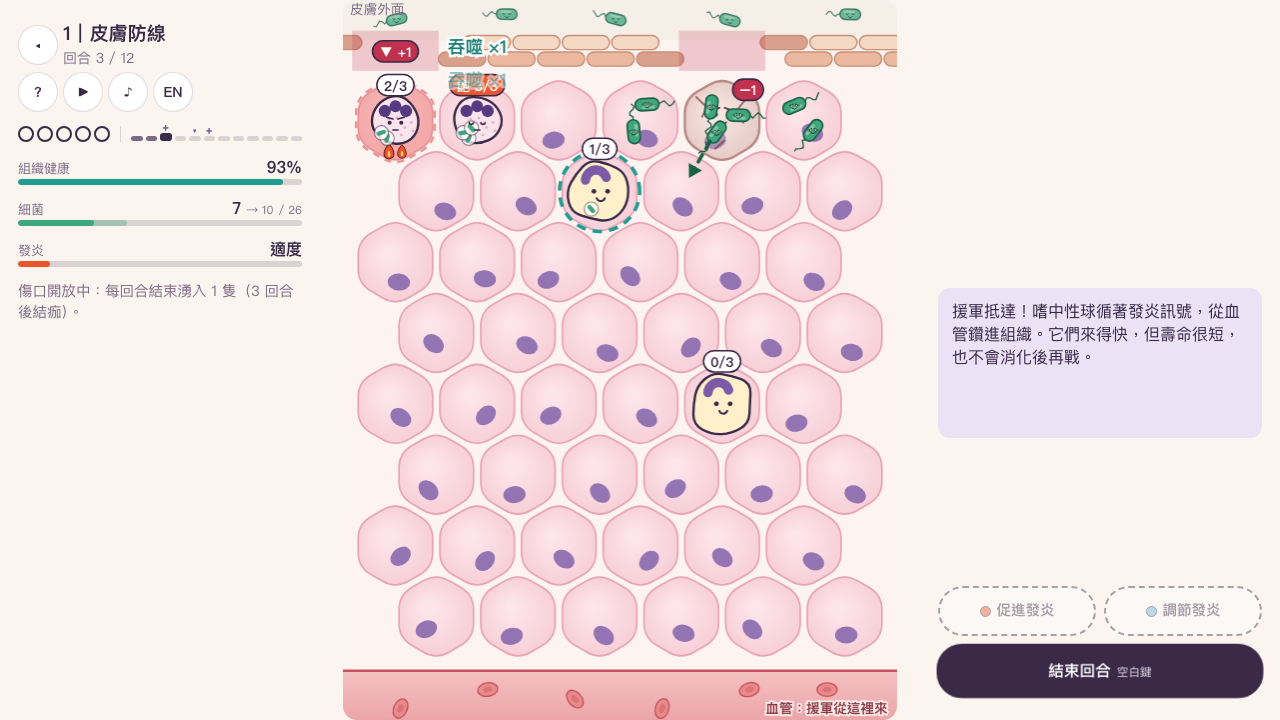 1｜皮膚防線
回合 3 / 12
?
EN
組織健康
93%
細菌
7 → 10 / 26
發炎
適度
傷口開放中：每回合結束湧入 1 隻（3 回合
後結痂）。
皮膚外面
▼ +1
吞噬 ×1
吞噬 ×1
2/3
−1
1/3
0/3
血管：援軍從這裡來
援軍抵達！嗜中性球循著發炎訊號，從血
管鑽進組織。它們來得快，但壽命很短，
也不會消化後再戰。
促進發炎
調節發炎
結束回合 空白鍵